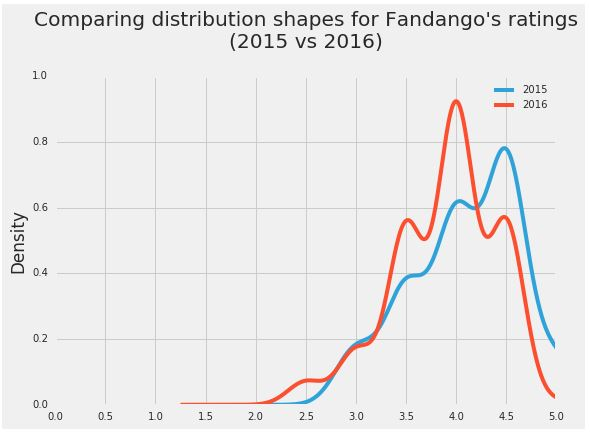 Comparing distribution shapes for Fandango's ratings
(2015 vs 2016)
1.0
2015
2016
0.8
0.6
Density
0.4
0.2
0.0
0.0 0.5 1.0 1.5 2.0 2.5 3.0 3.5 4.0 4.5 5.0